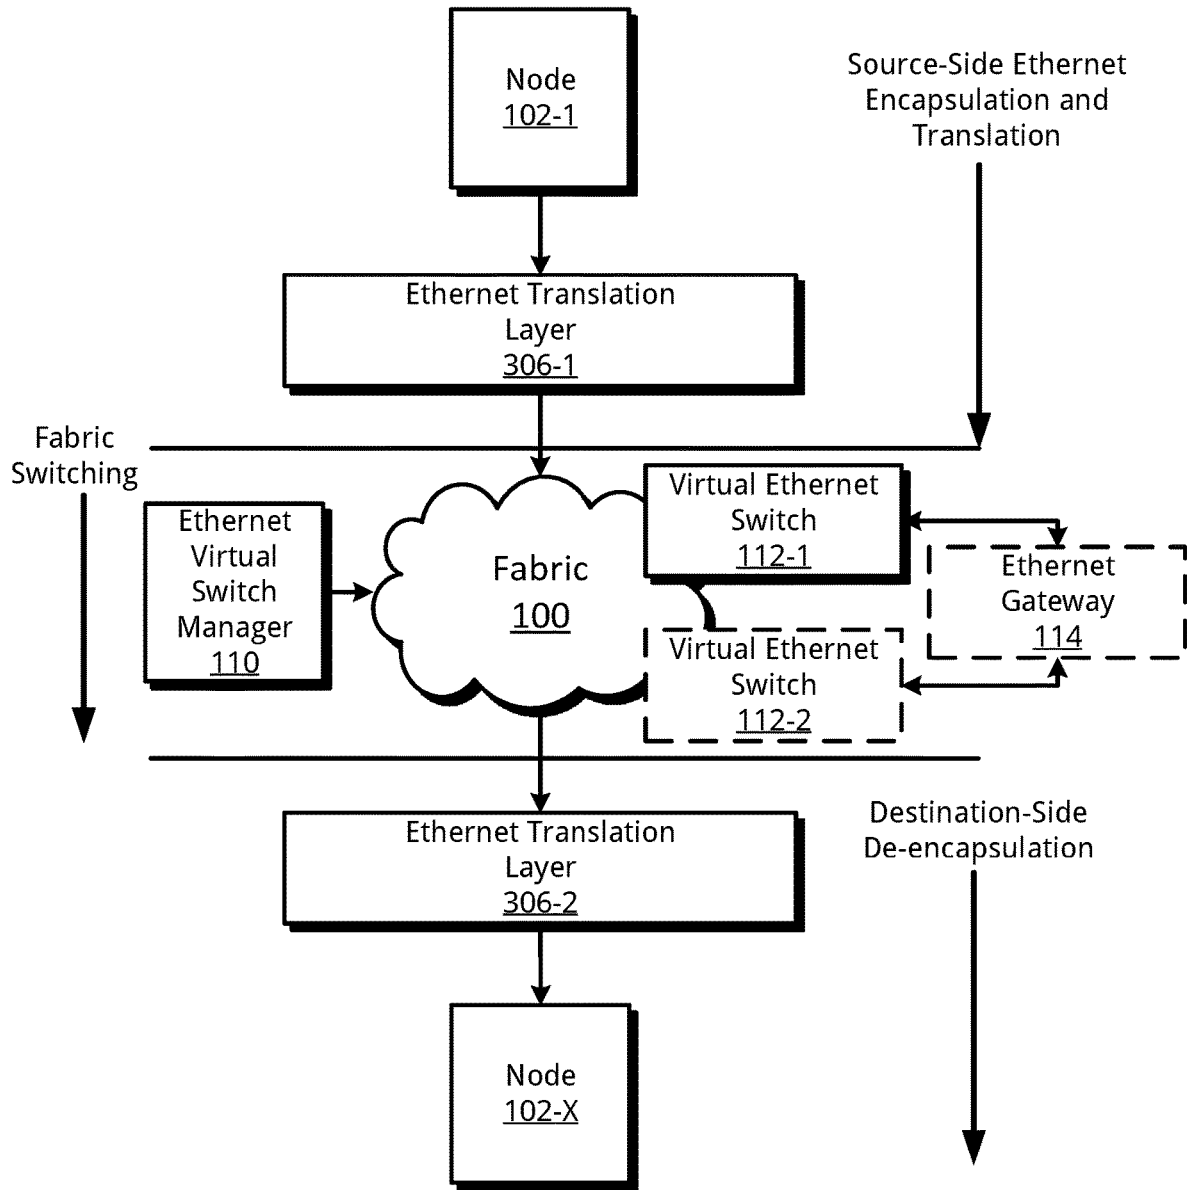 Node
102-1
Source-Side Ethernet
Encapsulation and
Translation
Ethernet Translation
Layer
306-1
Fabric
Switching
Ethernet
Virtual
Switch
Manager
110
Fabric
100
Virtual Ethernet
Switch
112-1
Ethernet
Gateway
114
Virtual Ethernet
Switch
112-2
Ethernet Translation
Layer
306-2
Destination-Side
De-encapsulation
Node
102-X